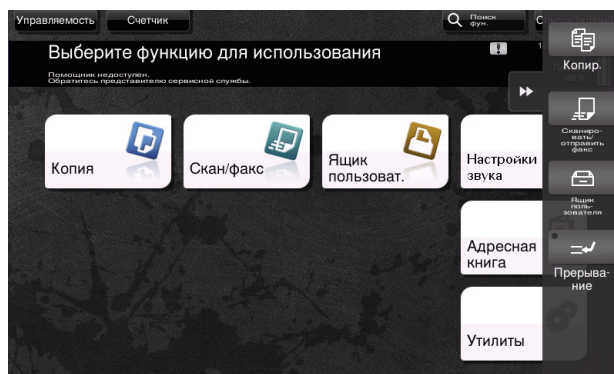 Управляемость
Счетчик
Поиск
фун.
Выберите функцию для использования
Помощник недоступен.
Обратитесь представителю сервисной службы.
Копир.
Сканиро-
вать/
отправить
факс
Ящик
поль-
зователя
Прерыва-
ние
Копия
Скан/факс
Ящик
пользоват.
Настройки
звука
Адресная
книга
Утилиты